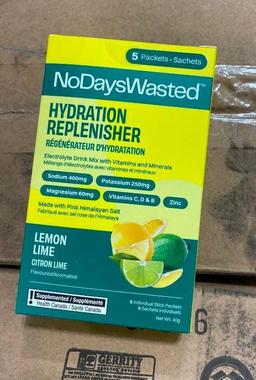 5 Packets • Sachets
NoDaysWasted™
HYDRATION
REPLENISHER
RÉGÉNÉRATEUR D'HYDRATATION
Electrolyte Drink Mix with Vitamins and Minerals
Mélange d'électrolytes avec vitamines et minéraux
Sodium 400mg
Potassium 250mg
Magnesium 60mg
Vitamins C, D & B
Zinc
Made with Pink Himalayan Salt
Fabriqué avec sel rose de l'Himalaya
LEMON
LIME
CITRON LIME
Flavoured/Aromatisé
Supplemented / Supplémenté
Health Canada / Santé Canada
5 Individual Stick Packets
5 Sachets Individuels
Net Wt. 40g
6
GERRITY